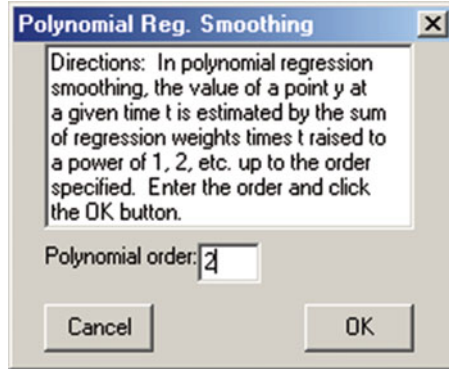 Polynomial Reg. Smoothing
Directions: In polynomial regression
smoothing, the value of a point y at
a given time t is estimated by the sum
of regression weights times t raised to
a power of 1, 2, etc. up to the order
specified. Enter the order and click
the OK button.
Polynomial order: 2
Cancel OK